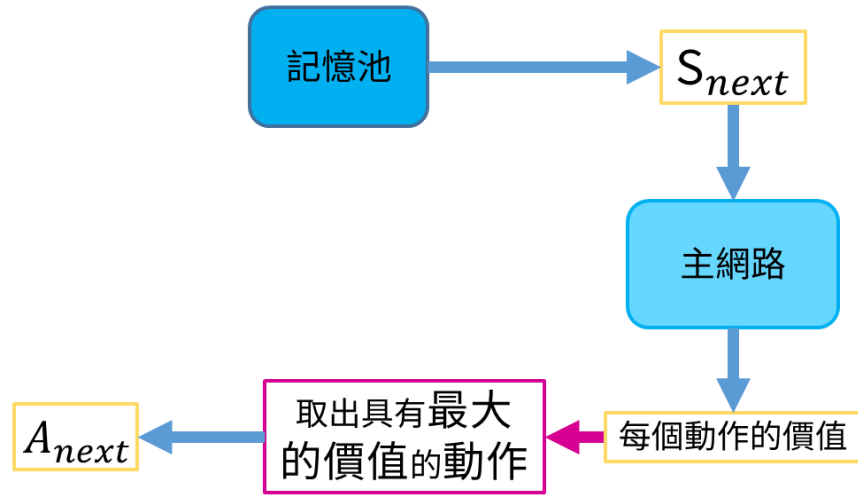 記憶池
S_next
主網路
每個動作的價值
取出具有最大
的價值的動作
A_next